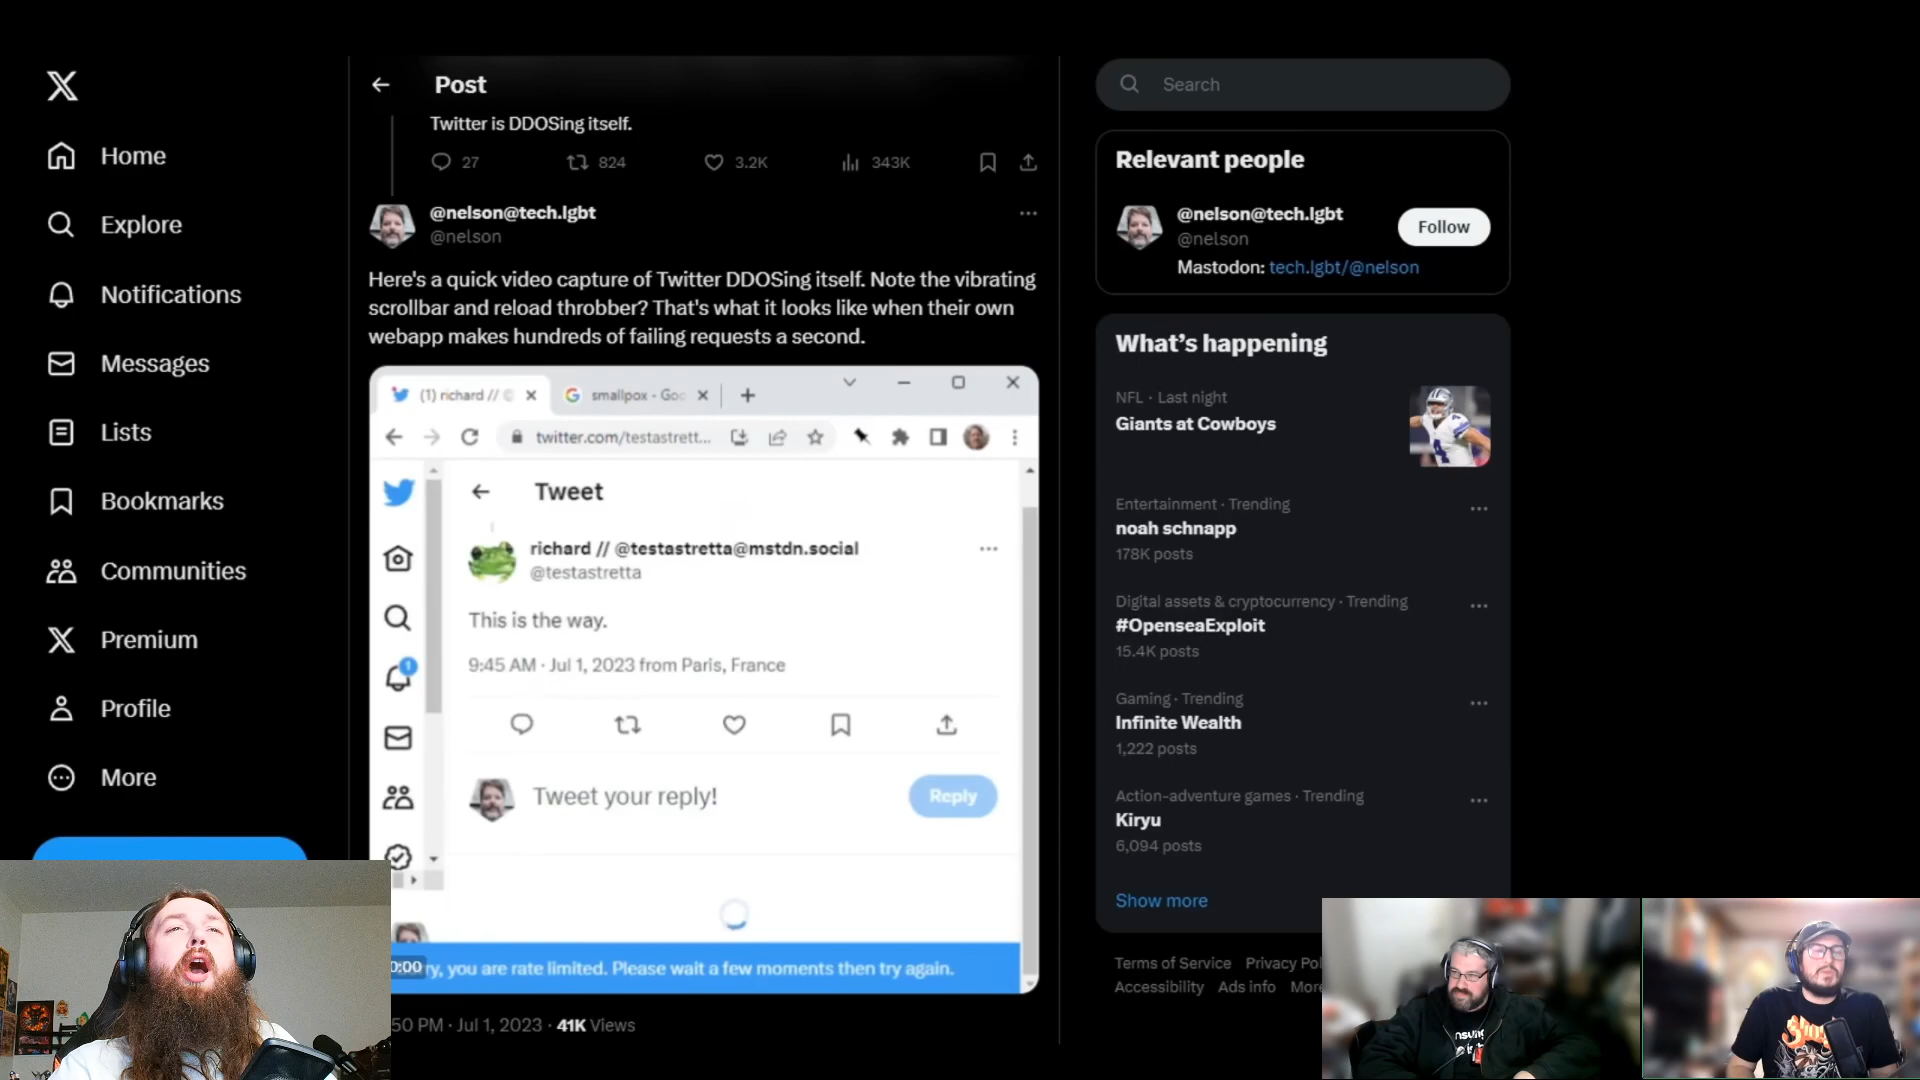 Home
Explore
Notifications
Messages
Lists
Bookmarks
Communities
Premium
Profile
More
Post
Twitter is DDOSing itself.
27 824 3.2K 343K
@nelson@tech.lgbt
@nelson
Here's a quick video capture of Twitter DDOSing itself. Note the vibrating
scrollbar and reload throbber? That's what it looks like when their own
webapp makes hundreds of failing requests a second.
(1) richard // @
smallpox - Goo
twitter.com/testastrett...
Tweet
richard // @testastretta@mstdn.social
@testastretta
This is the way.
9:45 AM · Jul 1, 2023 from Paris, France
1
Tweet your reply!
Reply
0:00
ry, you are rate limited. Please wait a few moments then try again.
50 PM · Jul 1, 2023 · 41K Views
Search
Relevant people
@nelson@tech.lgbt
@nelson
Follow
Mastodon: tech.lgbt/@nelson
What's happening
NFL · Last night
Giants at Cowboys
Entertainment · Trending
noah schnapp
178K posts
Digital assets & cryptocurrency · Trending
#OpenseaExploit
15.4K posts
Gaming · Trending
Infinite Wealth
1,222 posts
Action-adventure games · Trending
Kiryu
6,094 posts
Show more
Terms of Service Privacy Pol
Accessibility Ads info More